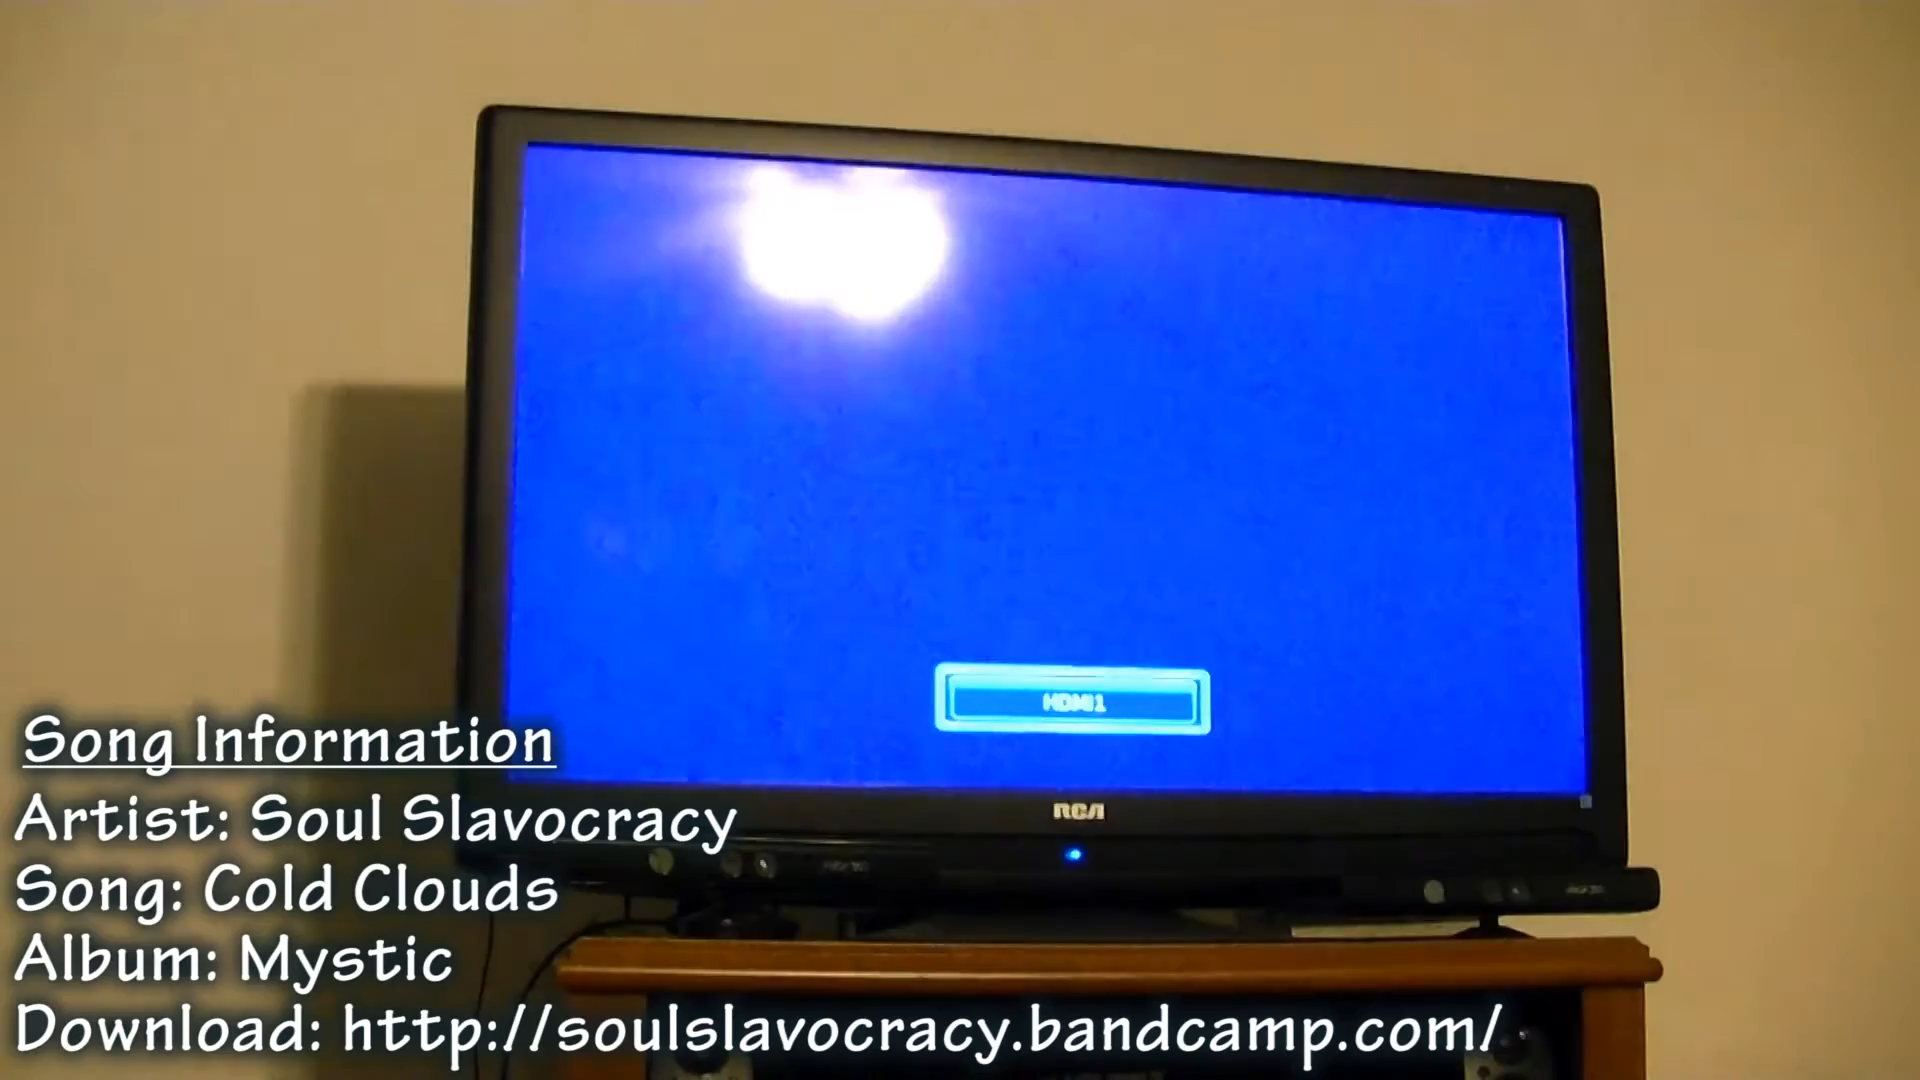 HDMI1
RCA
Song Information
Artist: Soul Slavocracy
Song: Cold Clouds
Album: Mystic
Download: http://soulslavocracy.bandcamp.com/